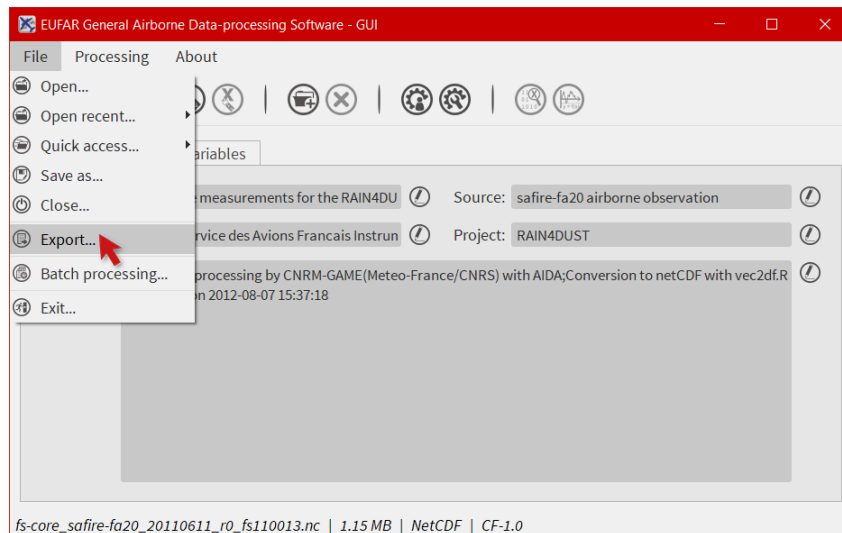 EUFAR General Airborne Data-processing Software - GUI
File Processing About
Open...
Open recent...
Quick access...
Save as...
Close...
Export...
Batch processing...
Exit...
ariables
measurements for the RAIN4DU Source: safire-fa20 airborne observation
rvice des Avions Francais Instrun Project: RAIN4DUST
processing by CNRM-GAME(Meteo-France/CNRS) with AIDA;Conversion to netCDF with vec2df.R
on 2012-08-07 15:37:18
fs-core_safire-fa20_20110611_r0_fs110013.nc | 1.15 MB | NetCDF | CF-1.0